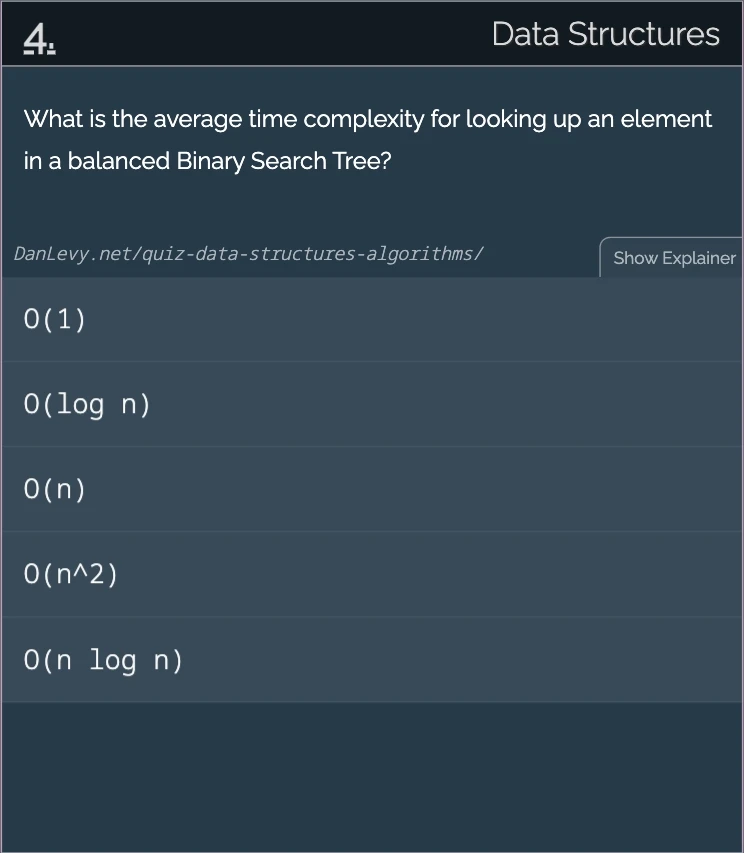 4.
Data Structures
What is the average time complexity for looking up an element
in a balanced Binary Search Tree?
DanLevy.net/quiz-data-structures-algorithms/
Show Explainer
O(1)
O(log n)
O(n)
O(n^2)
O(n log n)